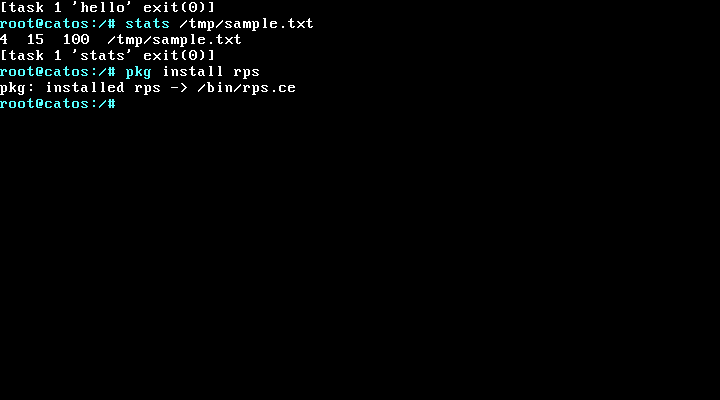 [task 1 'hello' exit(0)]
root@catos:/# stats /tmp/sample.txt
4  15  100  /tmp/sample.txt
[task 1 'stats' exit(0)]
root@catos:/# pkg install rps
pkg: installed rps -> /bin/rps.ce
root@catos:/#